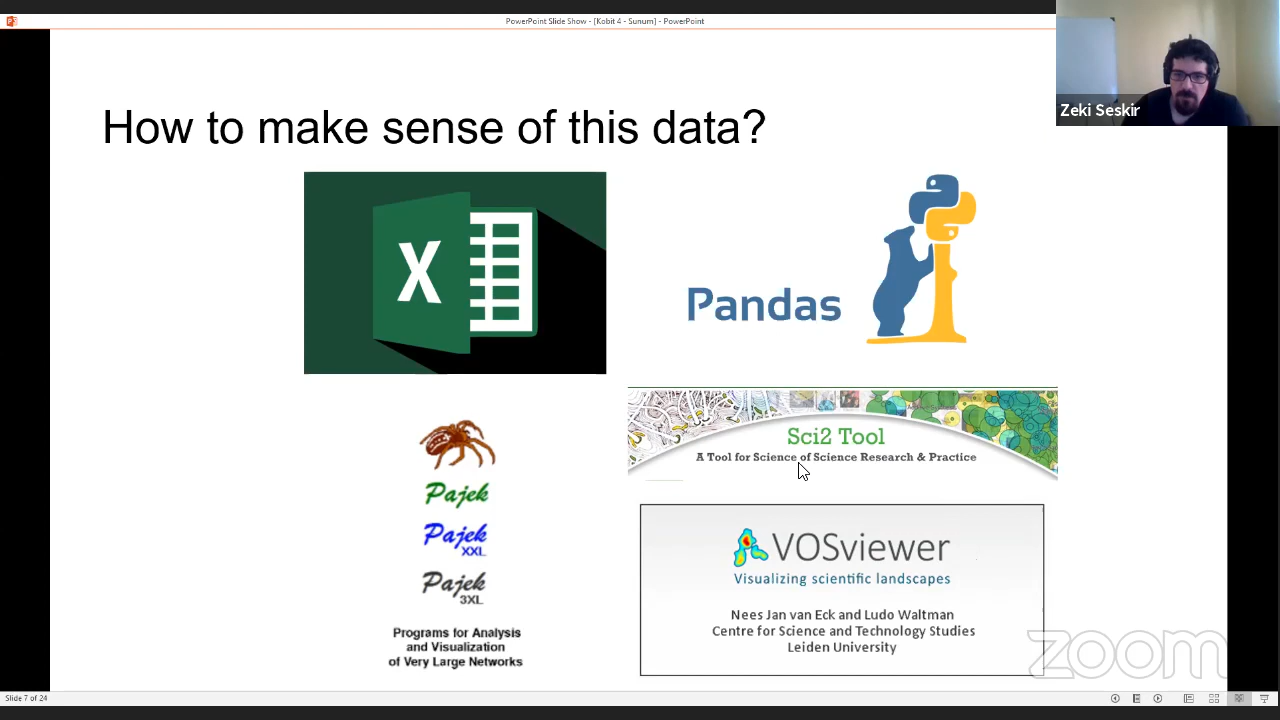 PowerPoint Slide Show - [Kobit 4 - Sunum] - PowerPoint
Zeki Seskir
How to make sense of this data?
X
Pandas
Sci2 Tool
A Tool for Science of Science Research & Practice
Pajek
Pajek
XXL
Pajek
3XL
Programs for Analysis
and Visualization
of Very Large Networks
VOSviewer
Visualizing scientific landscapes
Nees Jan van Eck and Ludo Waltman
Centre for Science and Technology Studies
Leiden University
zoom
Slide 7 of 24